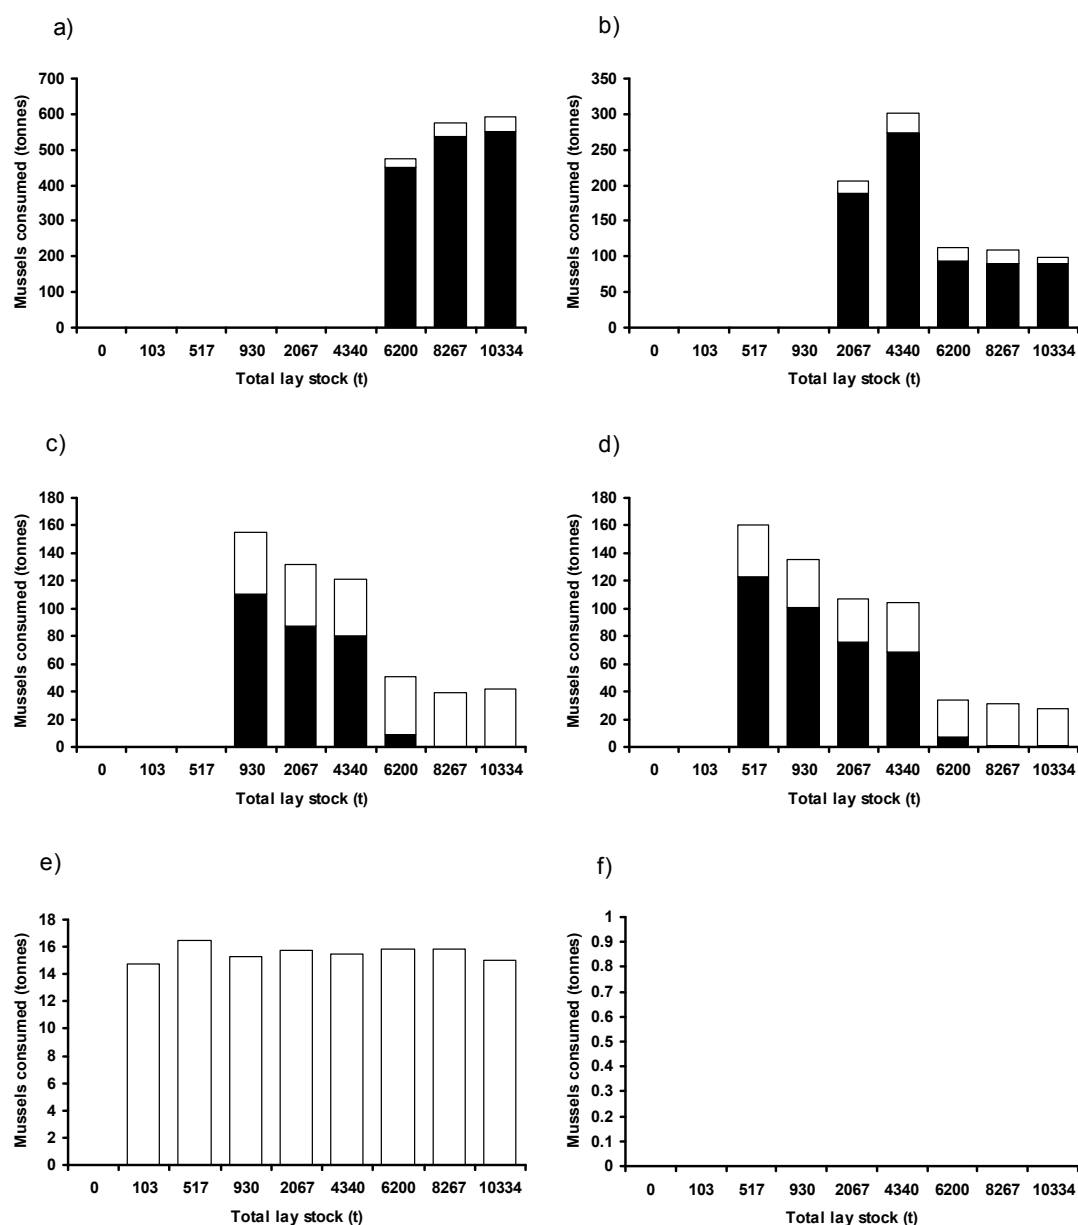 a)
Mussels consumed (tonnes)
700
600
500
400
300
200
100
0
0 103 517 930 2067 4340 6200 8267 10334
Total lay stock (t)
b)
Mussels consumed (tonnes)
350
300
250
200
150
100
50
0
0 103 517 930 2067 4340 6200 8267 10334
Total lay stock (t)
c)
Mussels consumed (tonnes)
180
160
140
120
100
80
60
40
20
0
0 103 517 930 2067 4340 6200 8267 10334
Total lay stock (t)
d)
Mussels consumed (tonnes)
180
160
140
120
100
80
60
40
20
0
0 103 517 930 2067 4340 6200 8267 10334
Total lay stock (t)
e)
Mussels consumed (tonnes)
18
16
14
12
10
8
6
4
2
0
0 103 517 930 2067 4340 6200 8267 10334
Total lay stock (t)
f)
Mussels consumed (tonnes)
1
0.9
0.8
0.7
0.6
0.5
0.4
0.3
0.2
0.1
0
0 103 517 930 2067 4340 6200 8267 10334
Total lay stock (t)